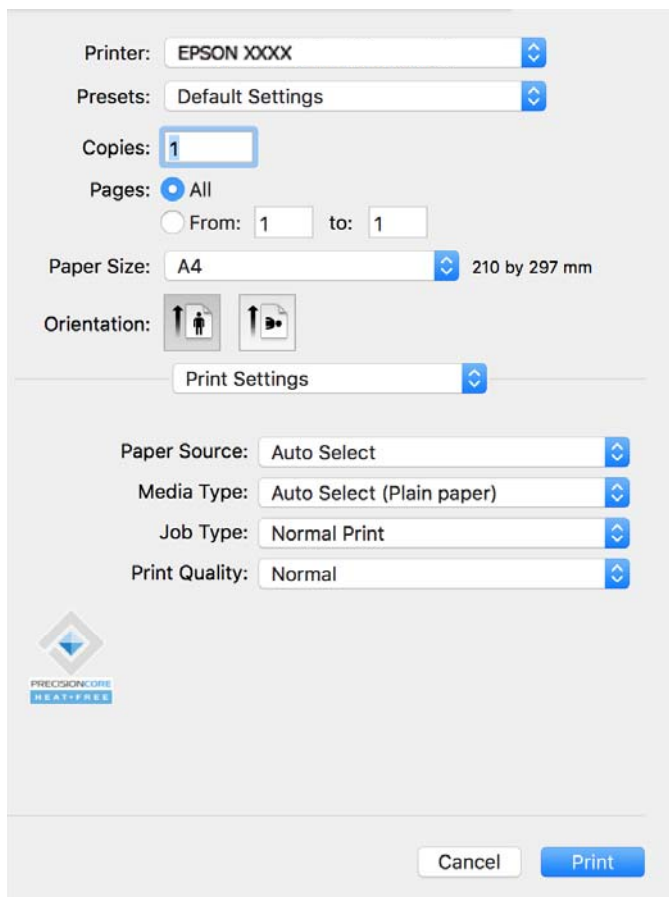 Printer: EPSON XXXX
Presets: Default Settings
Copies: 1
Pages: All
From: 1 to: 1
Paper Size: A4 210 by 297 mm
Orientation:
Print Settings
Paper Source: Auto Select
Media Type: Auto Select (Plain paper)
Job Type: Normal Print
Print Quality: Normal
PRECISIONCORE
HEAT-FREE
Cancel Print